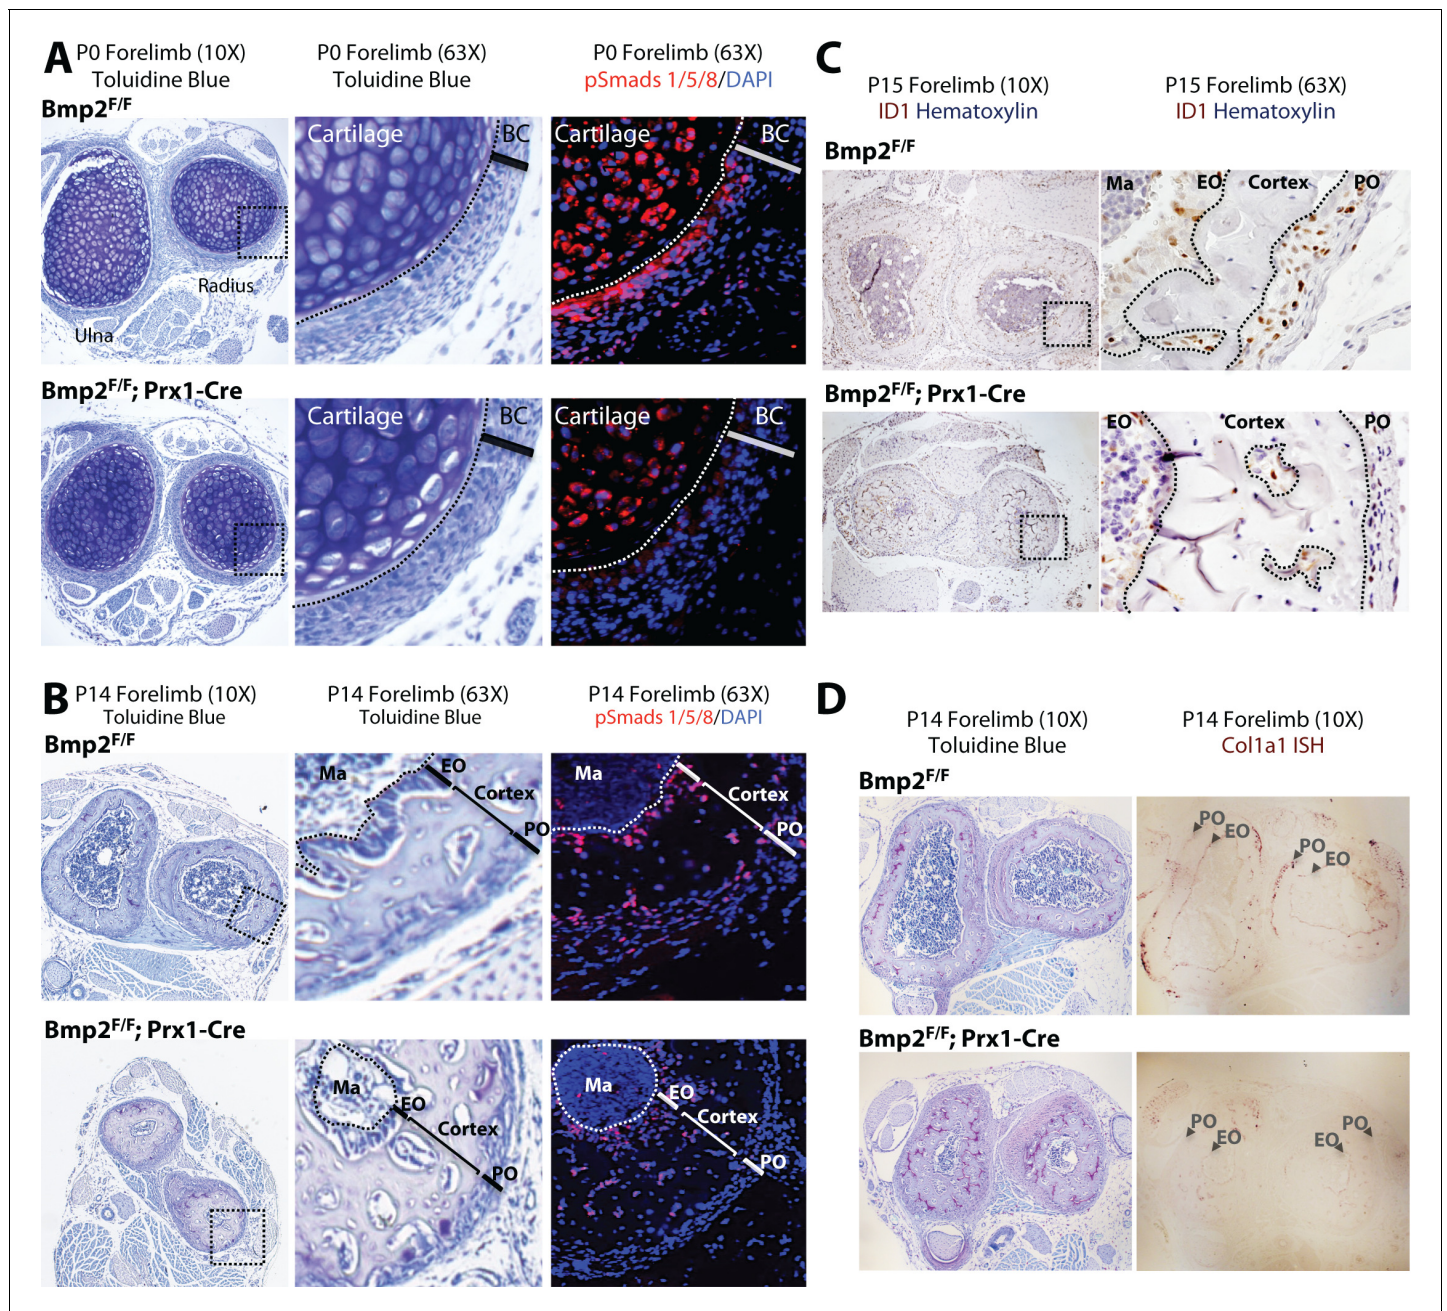 A
P0 Forelimb (10X)
Toluidine Blue
P0 Forelimb (63X)
Toluidine Blue
P0 Forelimb (63X)
pSmads 1/5/8/DAPI
Bmp2F/F
Radius
Ulna
Cartilage
BC
Cartilage
BC
Bmp2F/F; Prx1-Cre
Cartilage
BC
Cartilage
BC
B
P14 Forelimb (10X)
Toluidine Blue
P14 Forelimb (63X)
Toluidine Blue
P14 Forelimb (63X)
pSmads 1/5/8/DAPI
Bmp2F/F
Ma
EO
Cortex
PO
Ma
EO
Cortex
PO
Bmp2F/F; Prx1-Cre
Ma
EO
Cortex
PO
Ma
EO
Cortex
PO
C
P15 Forelimb (10X)
ID1 Hematoxylin
P15 Forelimb (63X)
ID1 Hematoxylin
Bmp2F/F
Ma
EO
Cortex
PO
Bmp2F/F; Prx1-Cre
EO
Cortex
PO
D
P14 Forelimb (10X)
Toluidine Blue
P14 Forelimb (10X)
Col1a1 ISH
Bmp2F/F
PO
EO
PO
EO
Bmp2F/F; Prx1-Cre
PO
EO
PO
EO